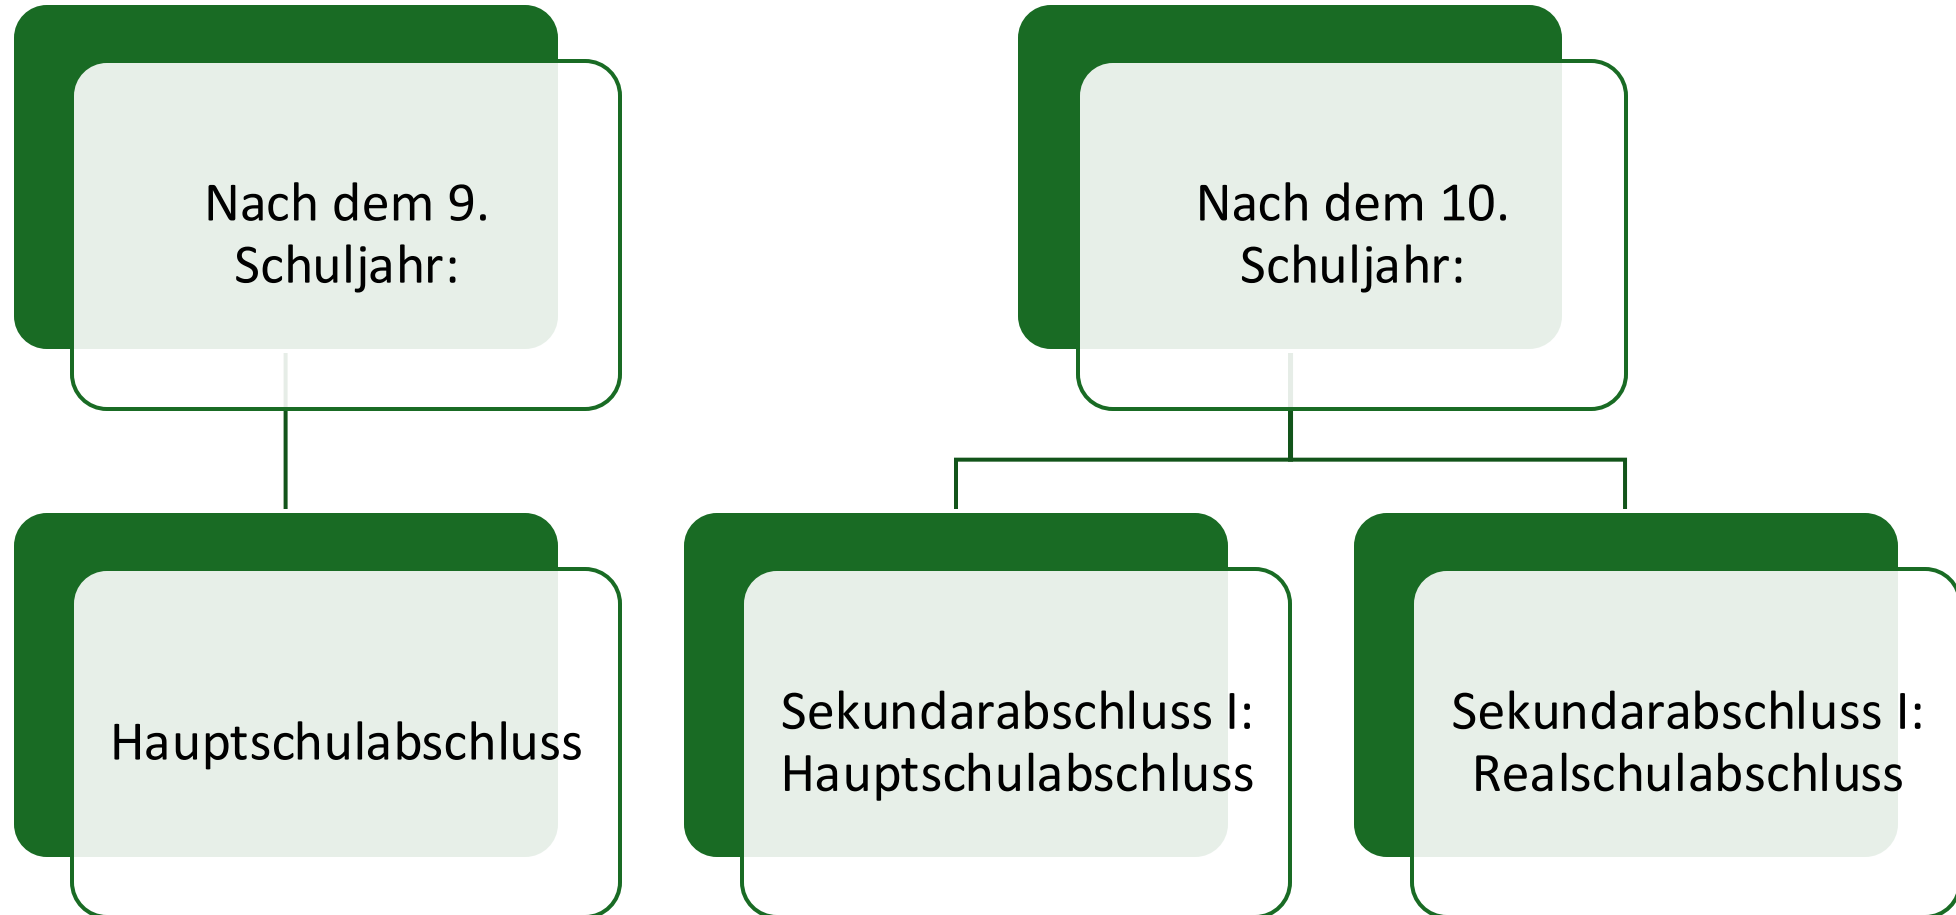 Nach dem 9.
Schuljahr:
Nach dem 10.
Schuljahr:
Hauptschulabschluss
Sekundarabschluss I:
Hauptschulabschluss
Sekundarabschluss I:
Realschulabschluss